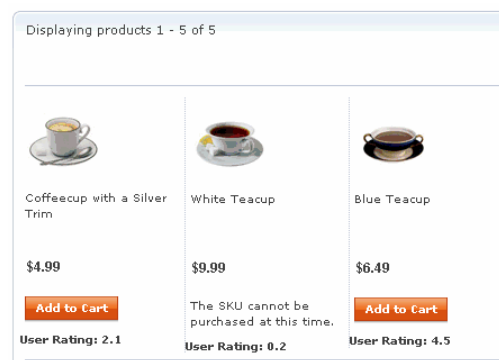 Displaying products 1 - 5 of 5
Coffeecup with a Silver
Trim
$4.99
Add to Cart
User Rating: 2.1
White Teacup
$9.99
The SKU cannot be
purchased at this time.
User Rating: 0.2
Blue Teacup
$6.49
Add to Cart
User Rating: 4.5